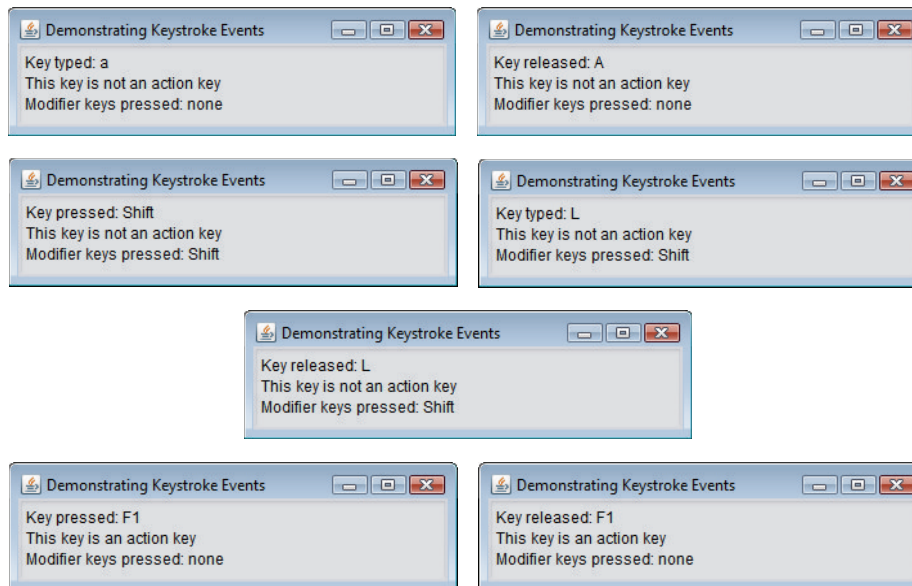 Demonstrating Keystroke Events
Key typed: a
This key is not an action key
Modifier keys pressed: none
Demonstrating Keystroke Events
Key released: A
This key is not an action key
Modifier keys pressed: none
Demonstrating Keystroke Events
Key pressed: Shift
This key is not an action key
Modifier keys pressed: Shift
Demonstrating Keystroke Events
Key typed: L
This key is not an action key
Modifier keys pressed: Shift
Demonstrating Keystroke Events
Key released: L
This key is not an action key
Modifier keys pressed: Shift
Demonstrating Keystroke Events
Key pressed: F1
This key is an action key
Modifier keys pressed: none
Demonstrating Keystroke Events
Key released: F1
This key is an action key
Modifier keys pressed: none